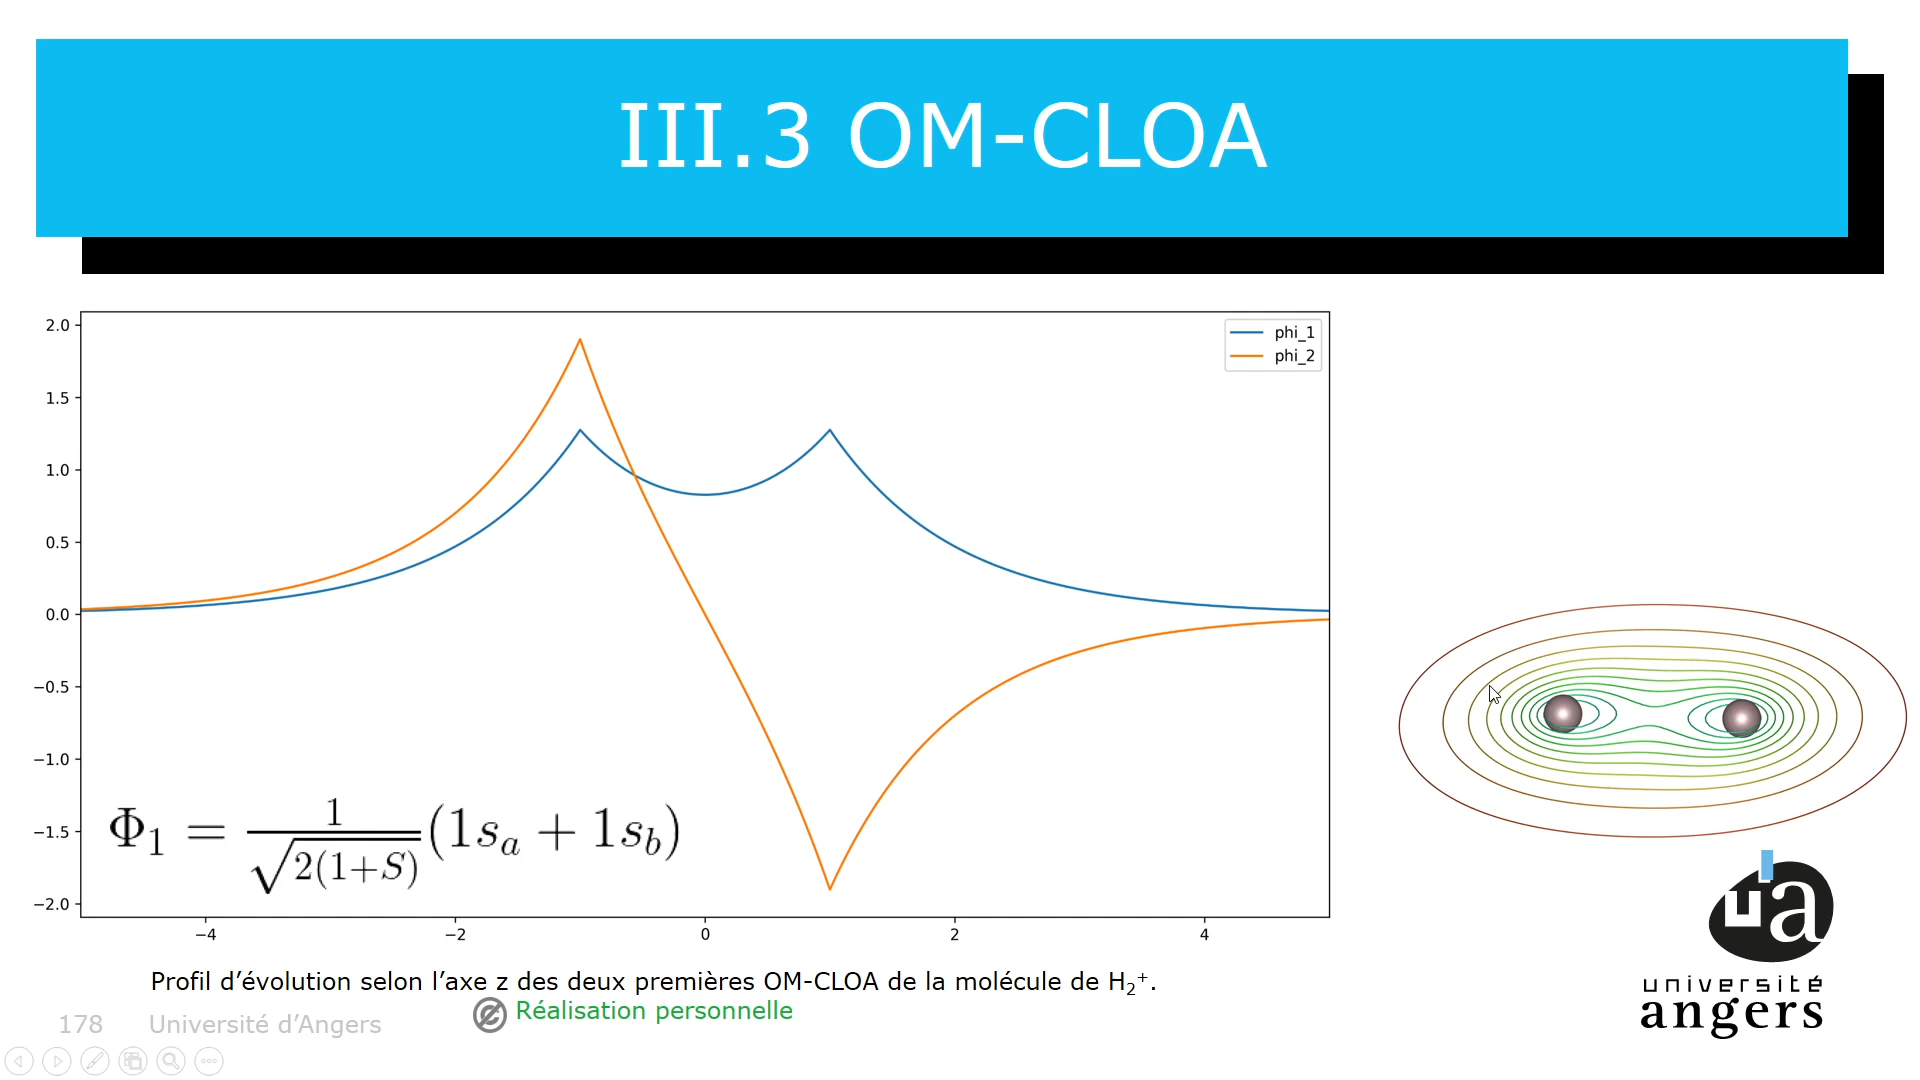 III.3 OM-CLOA
phi_1
phi_2
2.0
1.5
1.0
0.5
0.0
−0.5
−1.0
−1.5
−2.0
Φ₁ = 1/√(2(1+S)) (1sₐ + 1s_b)
−4 −2 0 2 4
Profil d’évolution selon l’axe z des deux premières OM-CLOA de la molécule de H₂⁺.
Réalisation personnelle
178 Université d’Angers
ua
université
angers